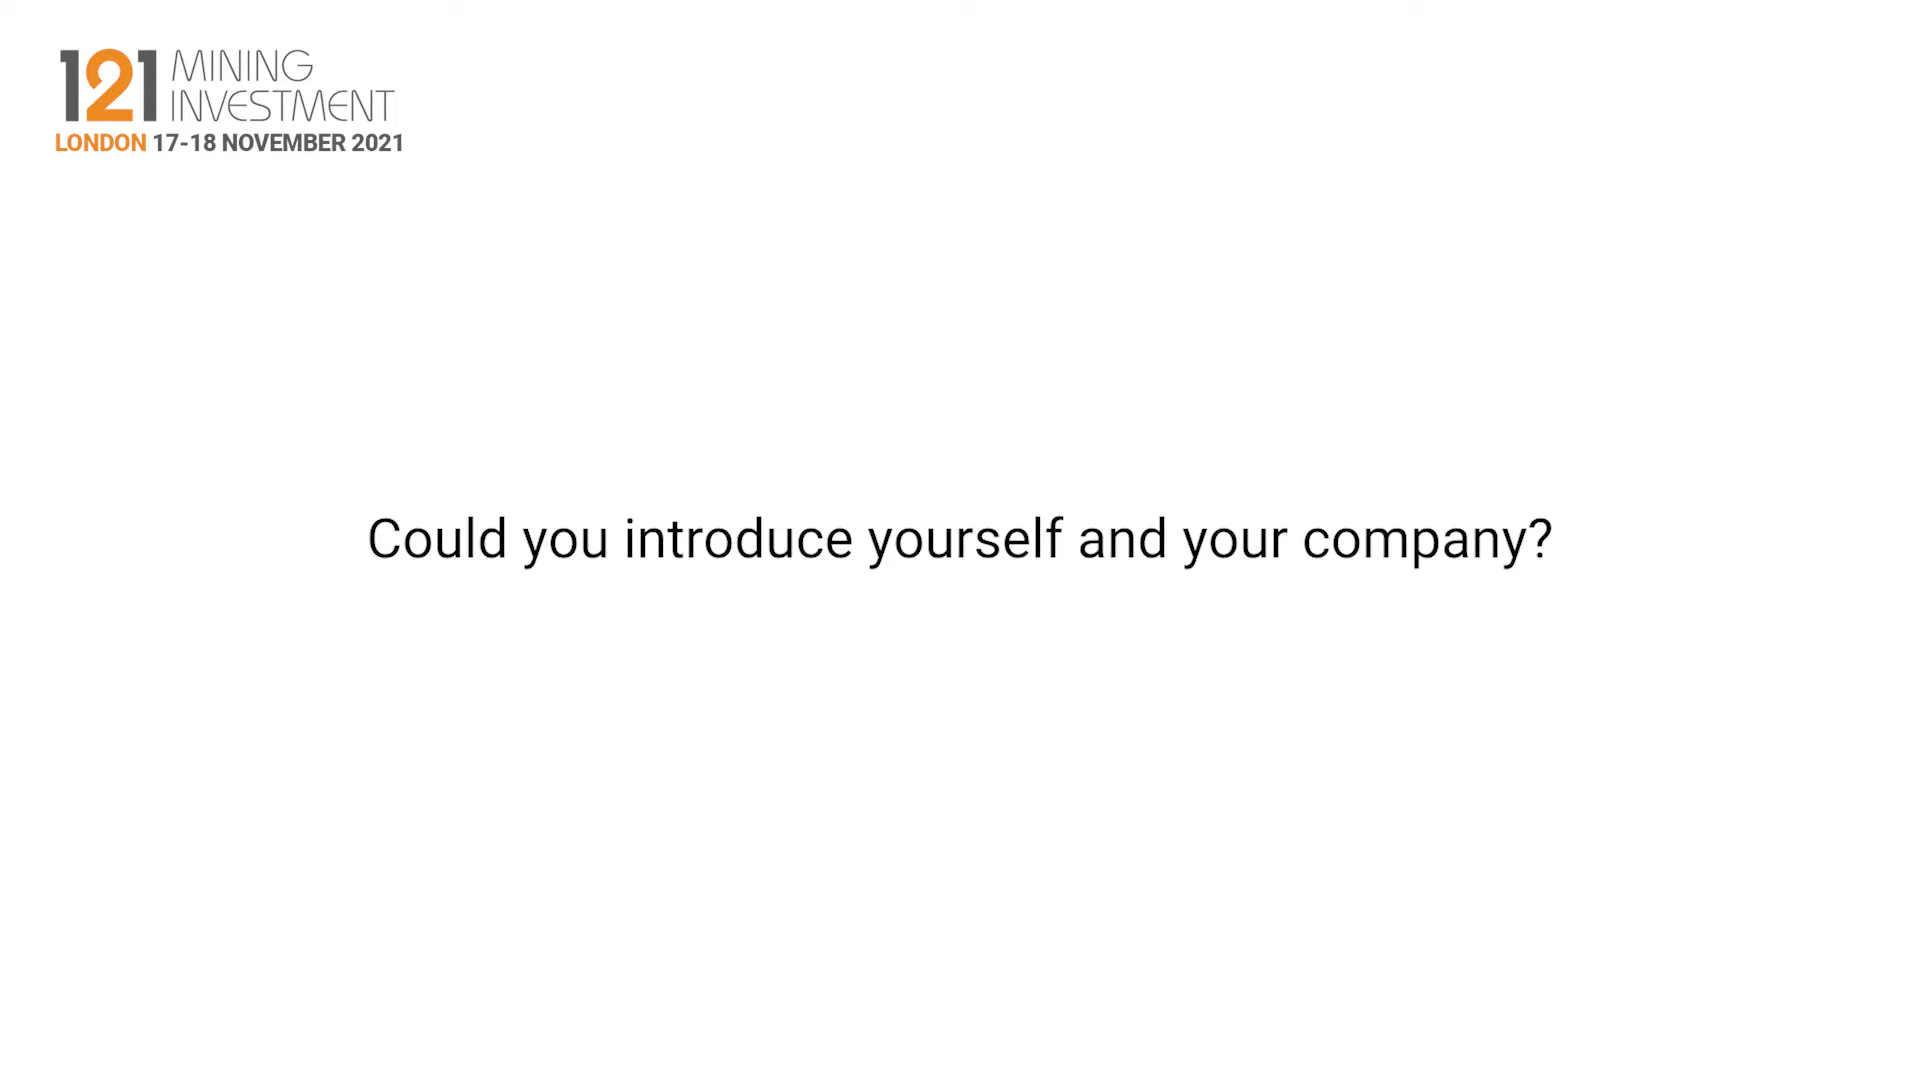 121 MINING
INVESTMENT
LONDON 17-18 NOVEMBER 2021
Could you introduce yourself and your company?